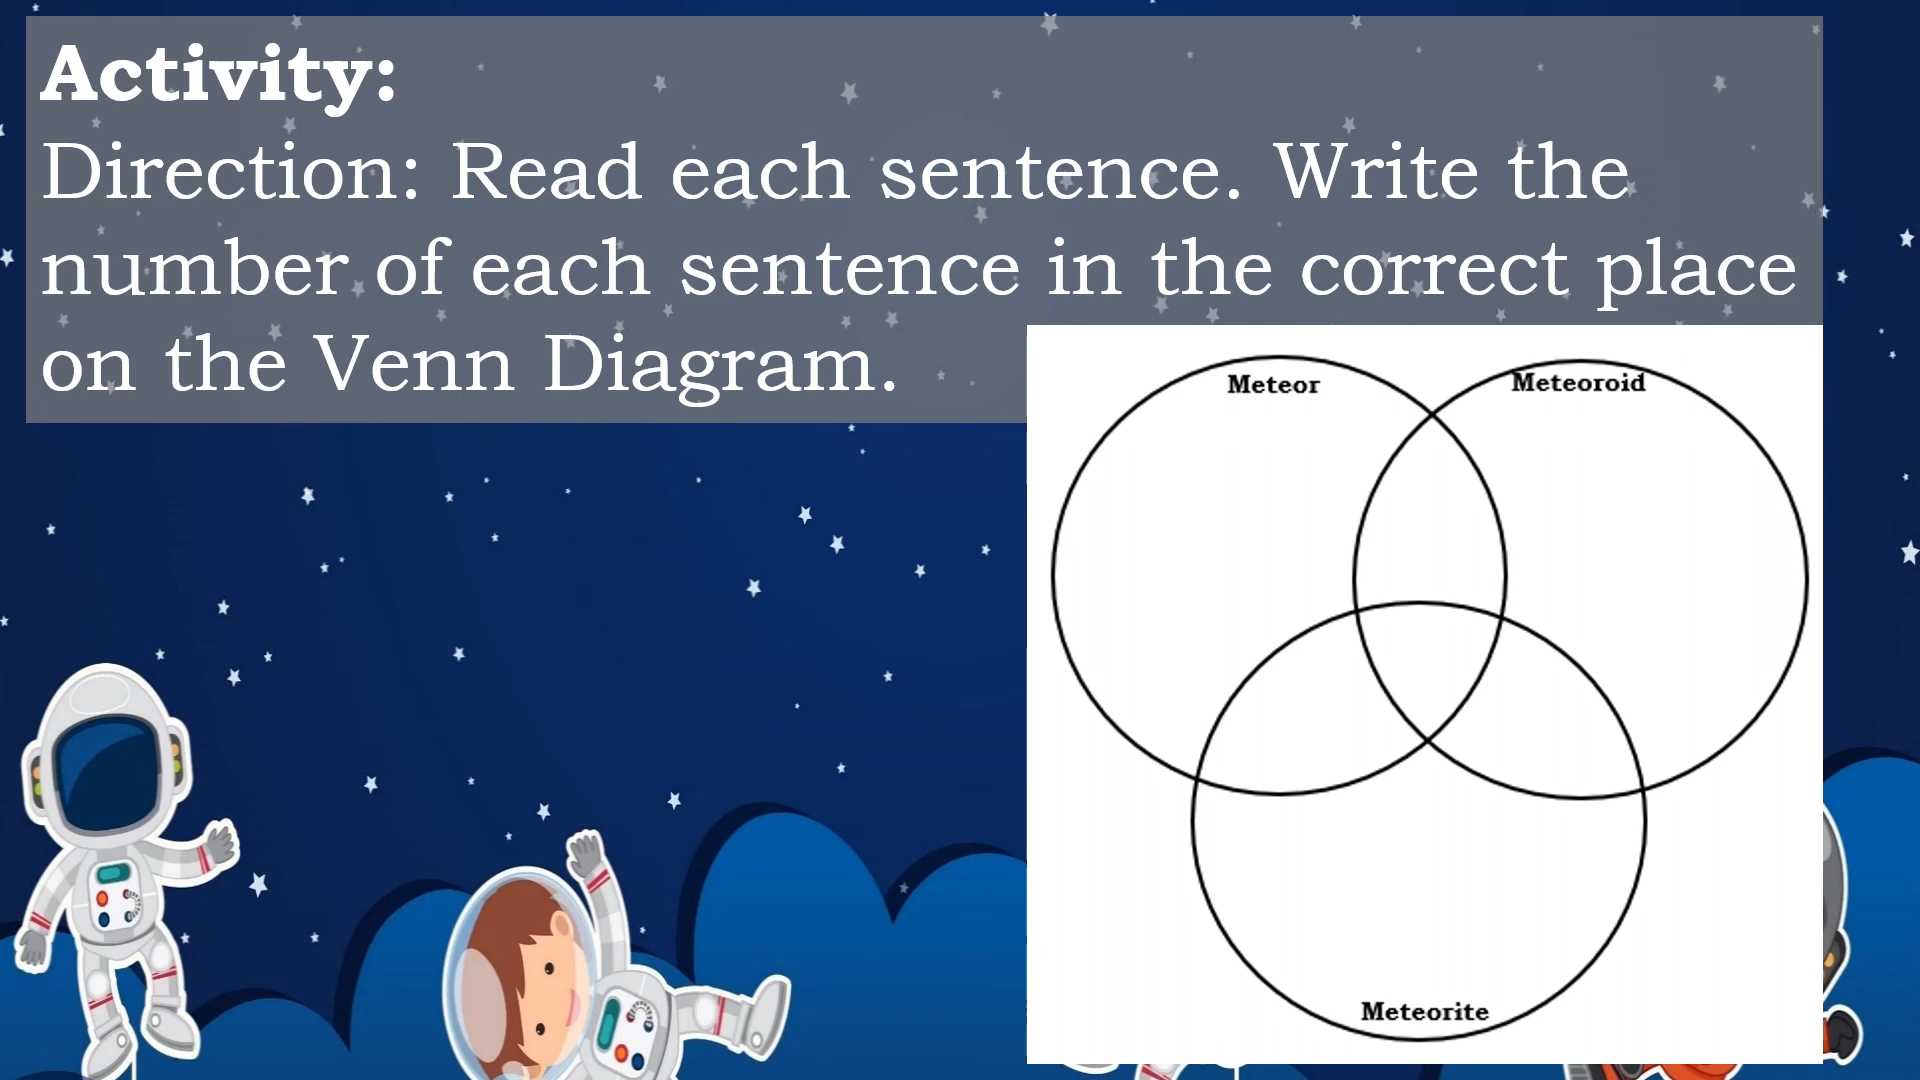 Activity:
Direction: Read each sentence. Write the
number of each sentence in the correct place
on the Venn Diagram.
Meteor
Meteoroid
Meteorite